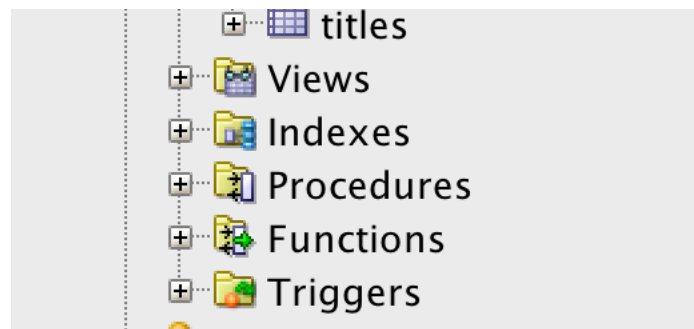 titles
Views
Indexes
Procedures
Functions
Triggers